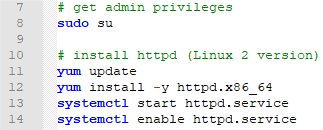 7 # get admin privileges
8 sudo su
9
10 # install httpd (Linux 2 version)
11 yum update
12 yum install -y httpd.x86_64
13 systemctl start httpd.service
14 systemctl enable httpd.service